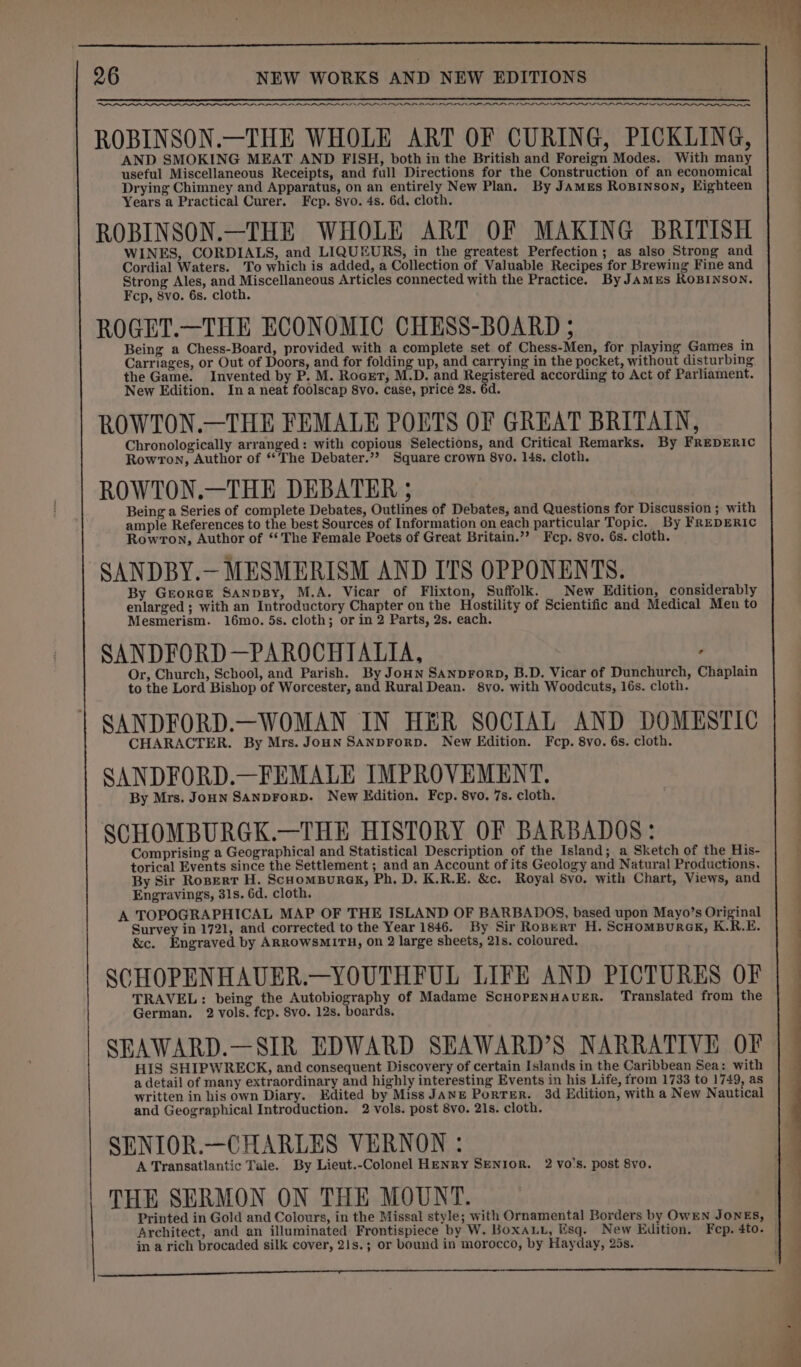 26 NEW WORKS AND NEW EDITIONS
ROBINSON.—THE WHOLE ART OF CURING, PICKLING,
AND SMOKING MEAT AND FISH, both in the British and Foreign Modes. With many
useful Miscellaneous Receipts, and full Directions for the Construction of an economical
Drying Chimney and Apparatus, on an entirely New Plan. By JAMES ROBINSON, Eighteen
Years a Practical Curer. Fcp. 8vo. 4s. 6d. cloth.
ROBINSON.—THE WHOLE ART OF MAKING BRITISH
WINES, CORDIALS, and LIQUEURS, in the greatest Perfection; as also Strong and
Cordial Waters. To which is added, a Collection of Valuable Recipes for Brewing Fine and
Strong Ales, and Miscellaneous Articles connected with the Practice. By JAMES ROBINSON.
Fcp, 8vo. 6s. cloth.
ROGET.—THE ECONOMIC CHESS-BOARD;
Being a Chess-Board, provided with a complete set of Chess-Men, for playing Games in
Carriages, or Out of Doors, and for folding up, and carrying in the pocket, without disturbing
the Game. Invented by P. M. ROGET, M.D. and Registered according to Act of Parliament.
New Edition. In a neat foolscap 8vo. case, price 2s. 6d.
ROWTON.—THE FEMALE POETS OF GREAT BRITAIN,
Chronologically arranged: with copious Selections, and Critical Remarks. By FREDERIC
ROWTON, Author of “The Debater.” Square crown 8vo. 14s. cloth.
ROWTON.—THE DEBATER;
Being a Series of complete Debates, Outlines of Debates, and Questions for Discussion; with
ample References to the best Sources of Information on each particular Topic. By FREDERIC
ROWTON, Author of “The Female Poets of Great Britain.” Fcp. 8vo. 6s. cloth.
SANDBY.—MESMERISM AND ITS OPPONENTS.
By GEORGE SANDBY, M.A. Vicar of Flixton, Suffolk. New Edition, considerably
enlarged; with an Introductory Chapter on the Hostility of Scientific and Medical Men to
Mesmerism. 16mo. 5s. cloth; or in 2 Parts, 2s. each.
SANDFORD—PAROCHIALIA,
Or, Church, School, and Parish. By JOHN SANDFORD, B.D. Vicar of Dunchurch, Chaplain
to the Lord Bishop of Worcester, and Rural Dean. 8vo. with Woodcuts, 16s. cloth.
SANDFORD.—WOMAN IN HER SOCIAL AND DOMESTIC
CHARACTER. By Mrs. JOHN SANDFORD. New Edition. Fcp. 8vo. 6s. cloth.
SANDFORD.—FEMALE IMPROVEMENT.
By Mrs. JOHN SANDFORD. New Edition. Fcp. 8vo. 7s. cloth.
SCHOMBURGK.—THE HISTORY OF BARBADOS:
Comprising a Geographical and Statistical Description of the Island; a Sketch of the His-
torical Events since the Settlement; and an Account of its Geology and Natural Productions.
By Sir ROBERT H. SCHOMBURGK, Ph. D. K.R.E. &c. Royal 8vo. with Chart, Views, and
Engravings, 31s. 6d. cloth.
A TOPOGRAPHICAL MAP OF THE ISLAND OF BARBADOS, based upon Mayo’s Original
Survey in 1721, and corrected to the Year 1846. By Sir ROBERT H. SCHOMBURGK, K.R.E.
&c. Engraved by ARROWSMITH, on 2 large sheets, 21s. coloured.
SCHOPENHAUER.—YOUTHFUL LIFE AND PICTURES OF
TRAVEL: being the Autobiography of Madame SCHOPENHAUER. Translated from the
German. 2 vols. fcp. 8vo. 12s. boards.
SEAWARD.—SIR EDWARD SEAWARD’S NARRATIVE OF
HIS SHIPWRECK, and consequent Discovery of certain Islands in the Caribbean Sea: with
a detail of many extraordinary and highly interesting Events in his Life, from 1733 to 1749, as
written in his own Diary. Edited by Miss JANE PORTER. 3d Edition, with a New Nautical
and Geographical Introduction. 2 vols. post 8vo. 21s. cloth.
SENIOR.—CHARLES VERNON:
A Transatlantic Tale. By Lieut.-Colonel HENRY SENIOR. 2 vo's. post 8vo.
THE SERMON ON THE MOUNT.
Printed in Gold and Colours, in the Missal style; with Ornamental Borders by OWEN JONES,
Architect, and an illuminated Frontispiece by W. BOXALL, Esq. New Edition. Fcp. 4to.
in a rich brocaded silk cover, 21s.; or bound in morocco, by Hayday, 25s.